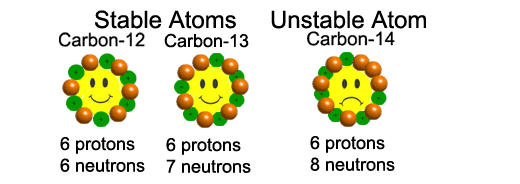 Stable Atoms
Unstable Atom
Carbon-12
Carbon-13
Carbon-14
6 protons
6 neutrons
6 protons
7 neutrons
6 protons
8 neutrons